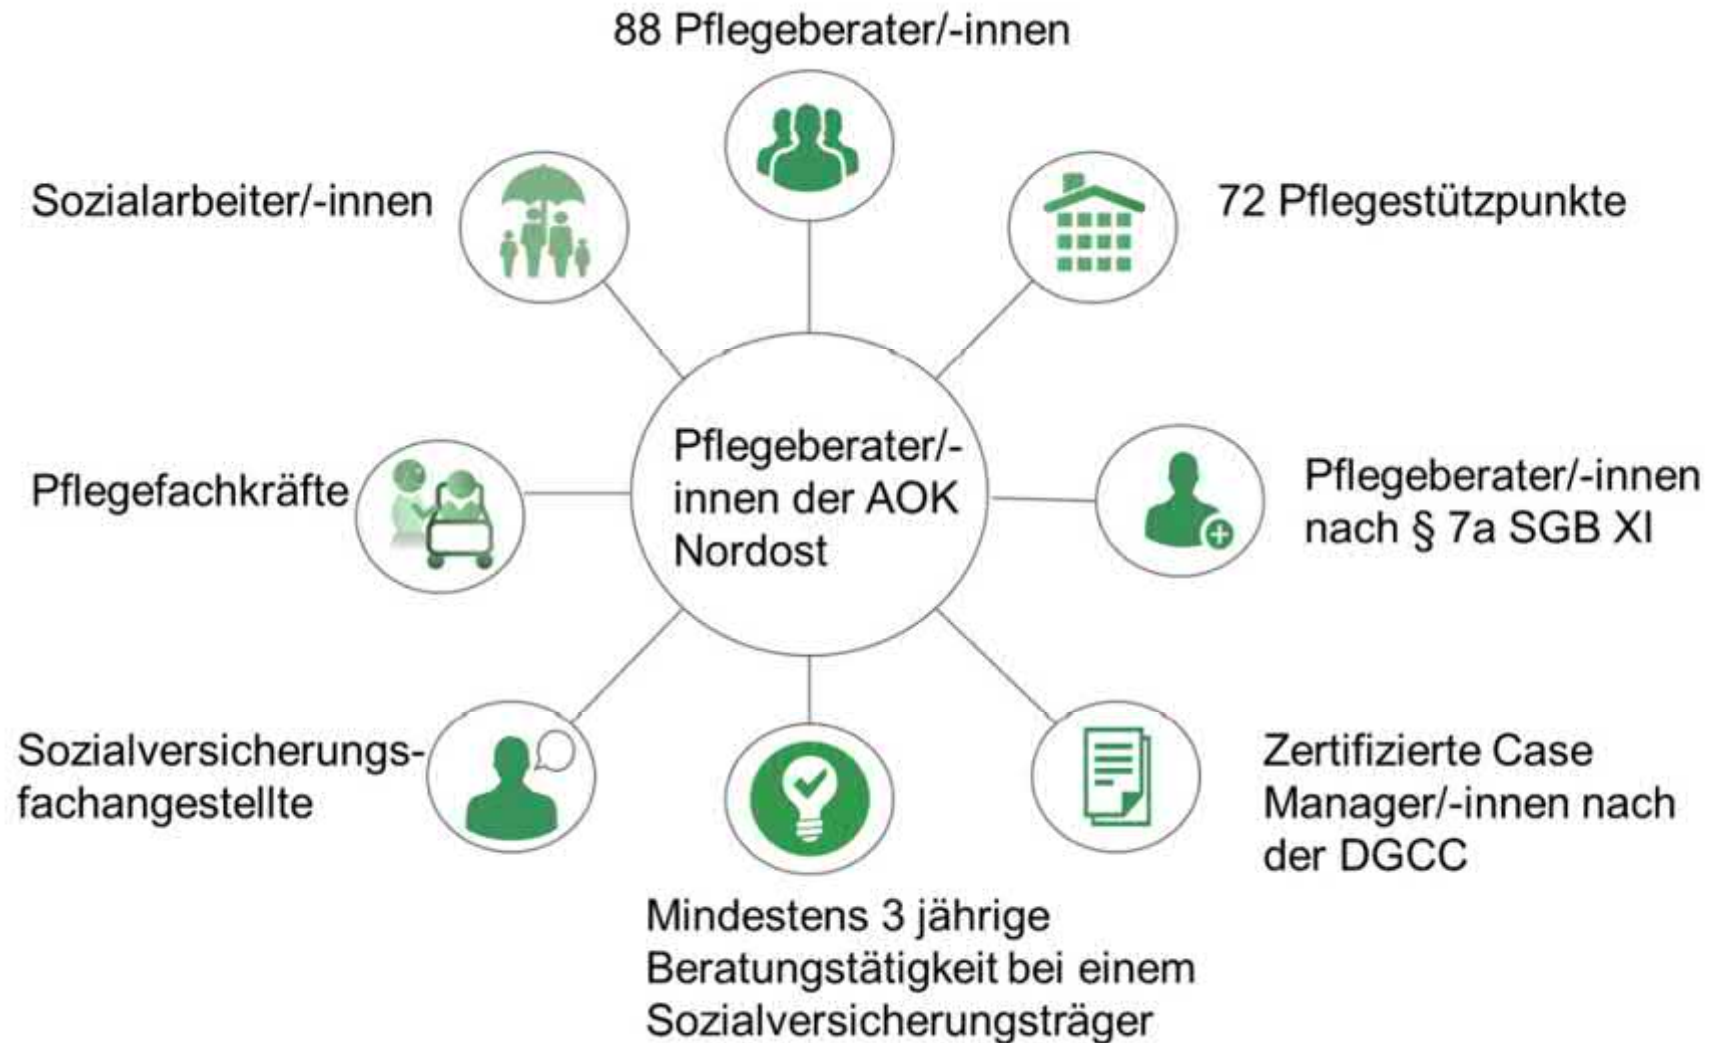 88 Pflegeberater/-innen
Sozialarbeiter/-innen
72 Pflegestützpunkte
Pflegefachkräfte
Pflegeberater/-
innen der AOK
Nordost
Pflegeberater/-innen
nach § 7a SGB XI
Sozialversicherungs-
fachangestellte
Zertifizierte Case
Manager/-innen nach
der DGCC
Mindestens 3 jährige
Beratungstätigkeit bei einem
Sozialversicherungsträger